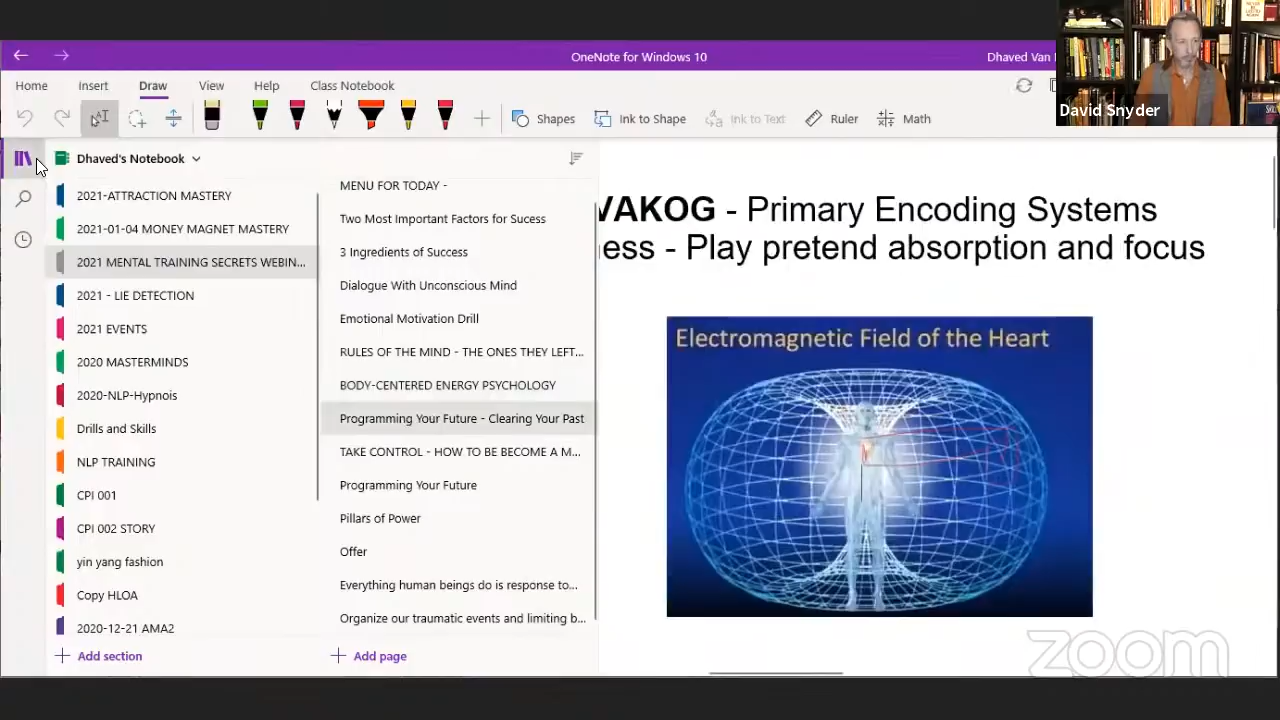 OneNote for Windows 10
Dhaved Van
David Snyder
Home
Insert
Draw
View
Help
Class Notebook
Shapes
Ink to Shape
Ink to Text
Ruler
Math
Dhaved's Notebook
2021-ATTRACTION MASTERY
2021-01-04 MONEY MAGNET MASTERY
2021 MENTAL TRAINING SECRETS WEBIN...
2021 - LIE DETECTION
2021 EVENTS
2020 MASTERMINDS
2020-NLP-Hypnois
Drills and Skills
NLP TRAINING
CPI 001
CPI 002 STORY
yin yang fashion
Copy HLOA
2020-12-21 AMA2
Add section
MENU FOR TODAY -
Two Most Important Factors for Sucess
3 Ingredients of Success
Dialogue With Unconscious Mind
Emotional Motivation Drill
RULES OF THE MIND - THE ONES THEY LEFT...
BODY-CENTERED ENERGY PSYCHOLOGY
Programming Your Future - Clearing Your Past
TAKE CONTROL - HOW TO BE BECOME A M...
Programming Your Future
Pillars of Power
Offer
Everything human beings do is response to...
Organize our traumatic events and limiting b...
Add page
VAKOG - Primary Encoding Systems
ess - Play pretend absorption and focus
Electromagnetic Field of the Heart
zoom